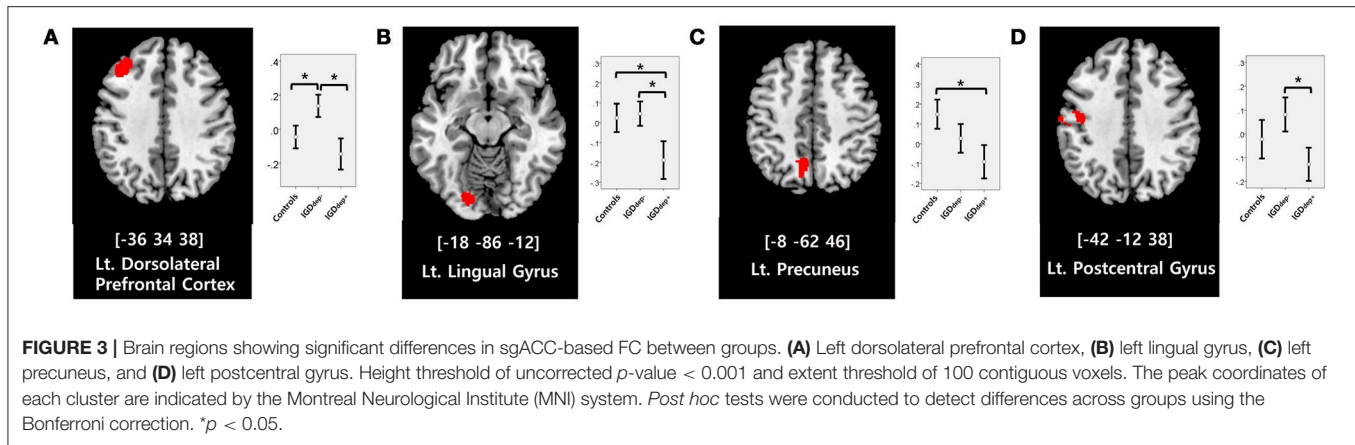 A
.4
.2
.0
-.2
*
*
Controls
IGDdep-
IGDdep+
[-36 34 38]
Lt. Dorsolateral
Prefrontal Cortex
B
.3
.2
.1
.0
-.1
-.2
-.3
*
*
Controls
IGDdep-
IGDdep+
[-18 -86 -12]
Lt. Lingual Gyrus
C
.3
.2
.1
.0
-.1
-.2
*
Controls
IGDdep-
IGDdep+
[-8 -62 46]
Lt. Precuneus
D
.2
.1
.0
-.1
-.2
*
Controls
IGDdep-
IGDdep+
[-42 -12 38]
Lt. Postcentral Gyrus
FIGURE 3 | Brain regions showing significant differences in sgACC-based FC between groups. (A) Left dorsolateral prefrontal cortex, (B) left lingual gyrus, (C) left
precuneus, and (D) left postcentral gyrus. Height threshold of uncorrected p-value < 0.001 and extent threshold of 100 contiguous voxels. The peak coordinates of
each cluster are indicated by the Montreal Neurological Institute (MNI) system. Post hoc tests were conducted to detect differences across groups using the
Bonferroni correction. *p < 0.05.